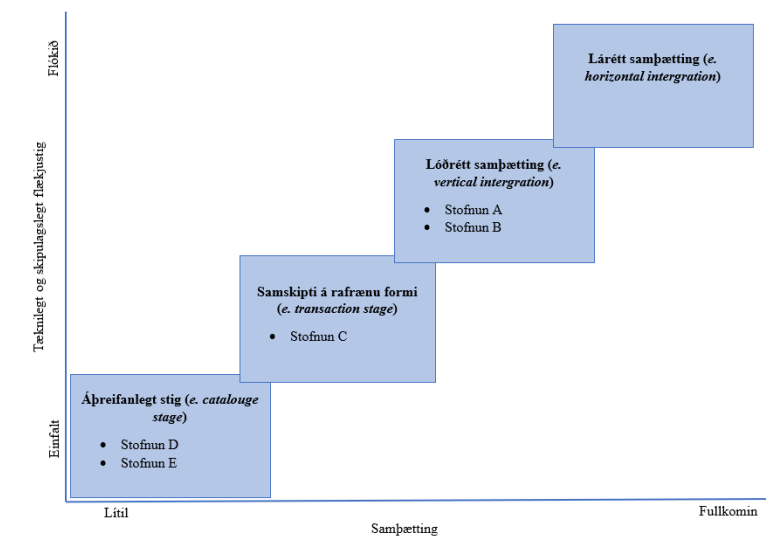 Flókið
Tæknilegt og skipulagslegt flækjustig
Einfalt
Lárétt samþætting (e.
horizontal intergration)
Lóðrétt samþætting (e.
vertical intergration)
• Stofnun A
• Stofnun B
Samskipti á rafrænu formi
(e. transaction stage)
• Stofnun C
Áþreifanlegt stig (e. catalouge
stage)
• Stofnun D
• Stofnun E
Lítil
Fullkomin
Samþætting